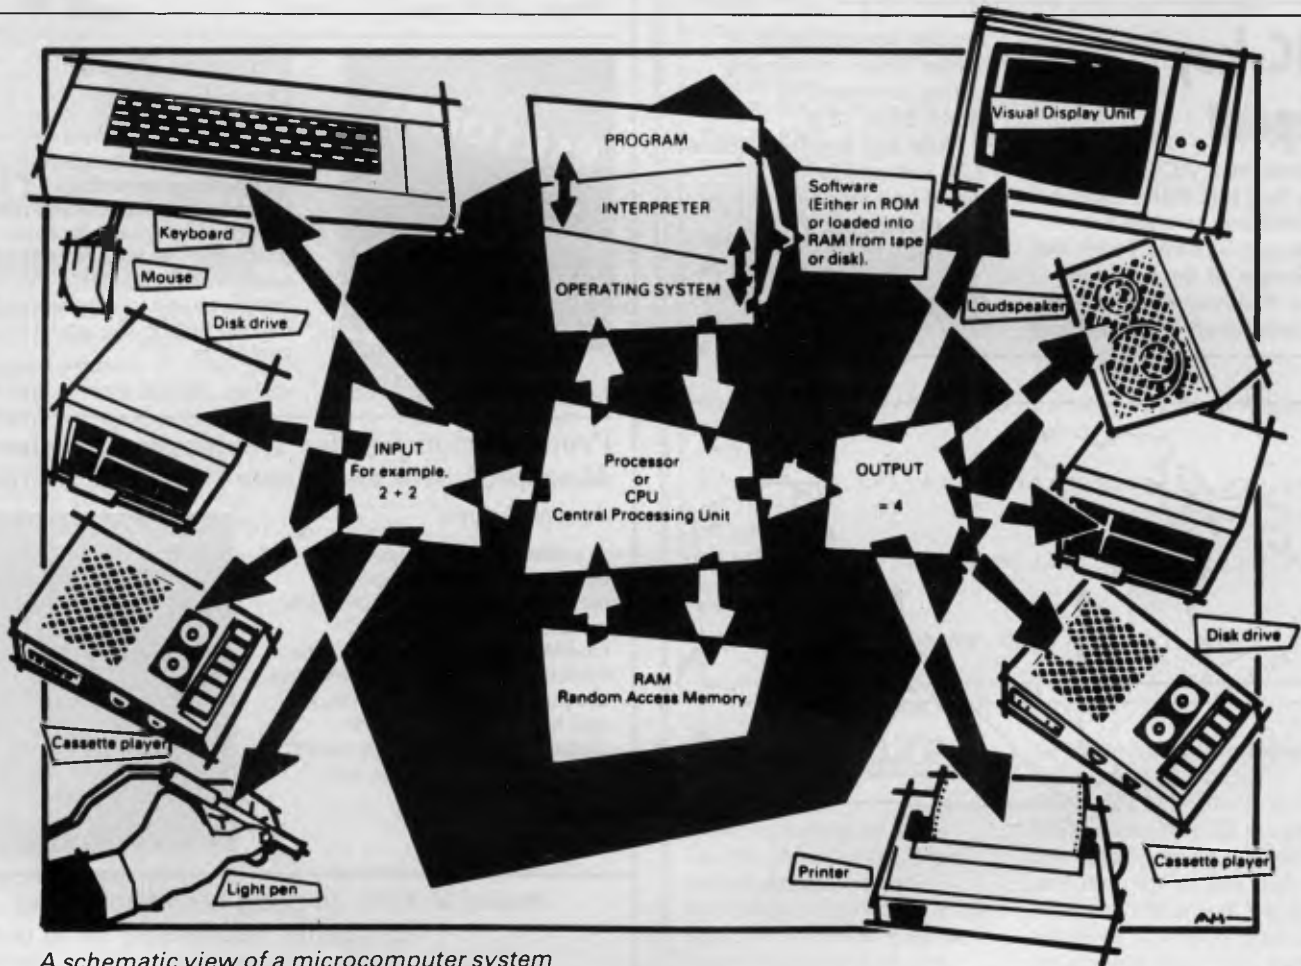 PROGRAM
INTERPRETER
OPERATING SYSTEM
Software
(Either in ROM
or loaded into
RAM from tape
or disk).
Visual Display Unit
Keyboard
Mouse
Disk drive
Loudspeaker
INPUT
For example.
2 + 2
Processor
or
CPU
Central Processing Unit
OUTPUT
= 4
RAM
Random Access Memory
Disk drive
Cassette player
Light pen
Printer
Cassette player
AM
A schematic view of a microcomputer system